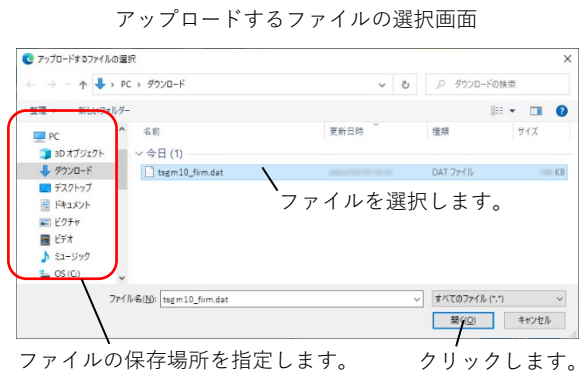 アップロードするファイルの選択画面
アップロードするファイルの選択
PC › ダウンロード
ダウンロードの検索
整理
新しいフォルダー
名前 更新日時 種類 サイズ
PC
3D オブジェクト
ダウンロード
デスクトップ
ドキュメント
ピクチャ
ビデオ
ミュージック
OS (C:)
今日 (1)
tsgm10_firm.dat DAT ファイル KB
ファイルを選択します。
ファイル名(N): tsgm10_firm.dat すべてのファイル (*.*)
開く(O) キャンセル
ファイルの保存場所を指定します。 クリックします。